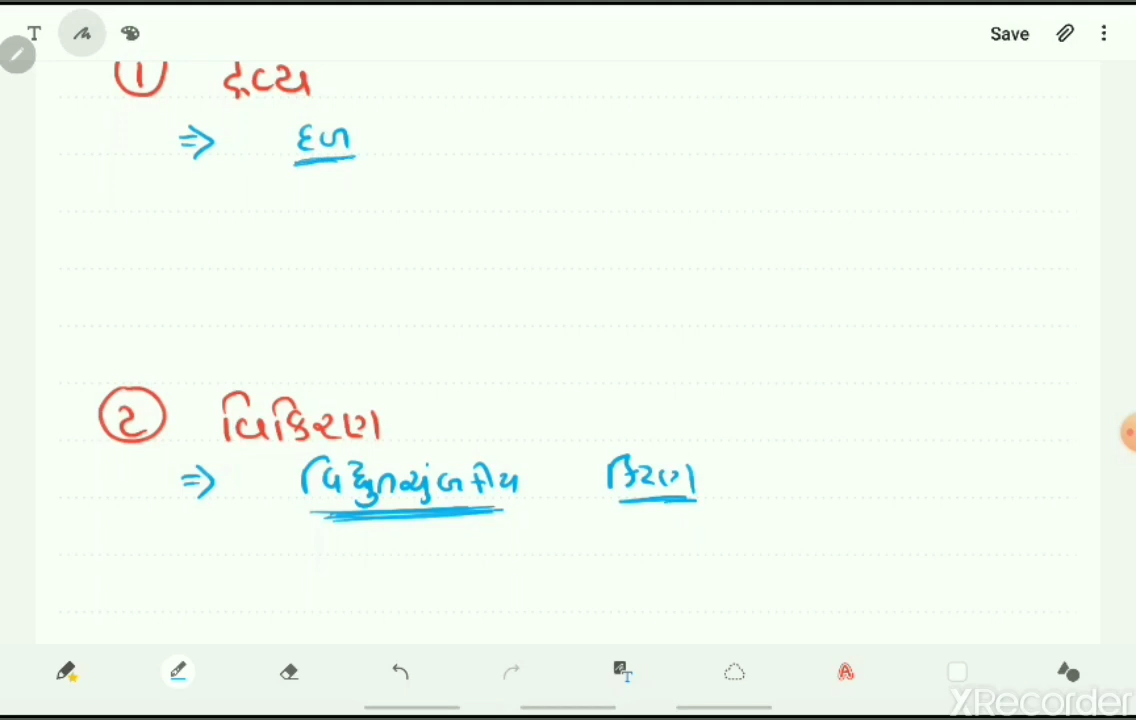 T Save
① દ્રવ્ય
⇒ દળ
② વિકિરણ
⇒ વિદ્યુતચુંબકીય કિરણ
T A
XRecorder